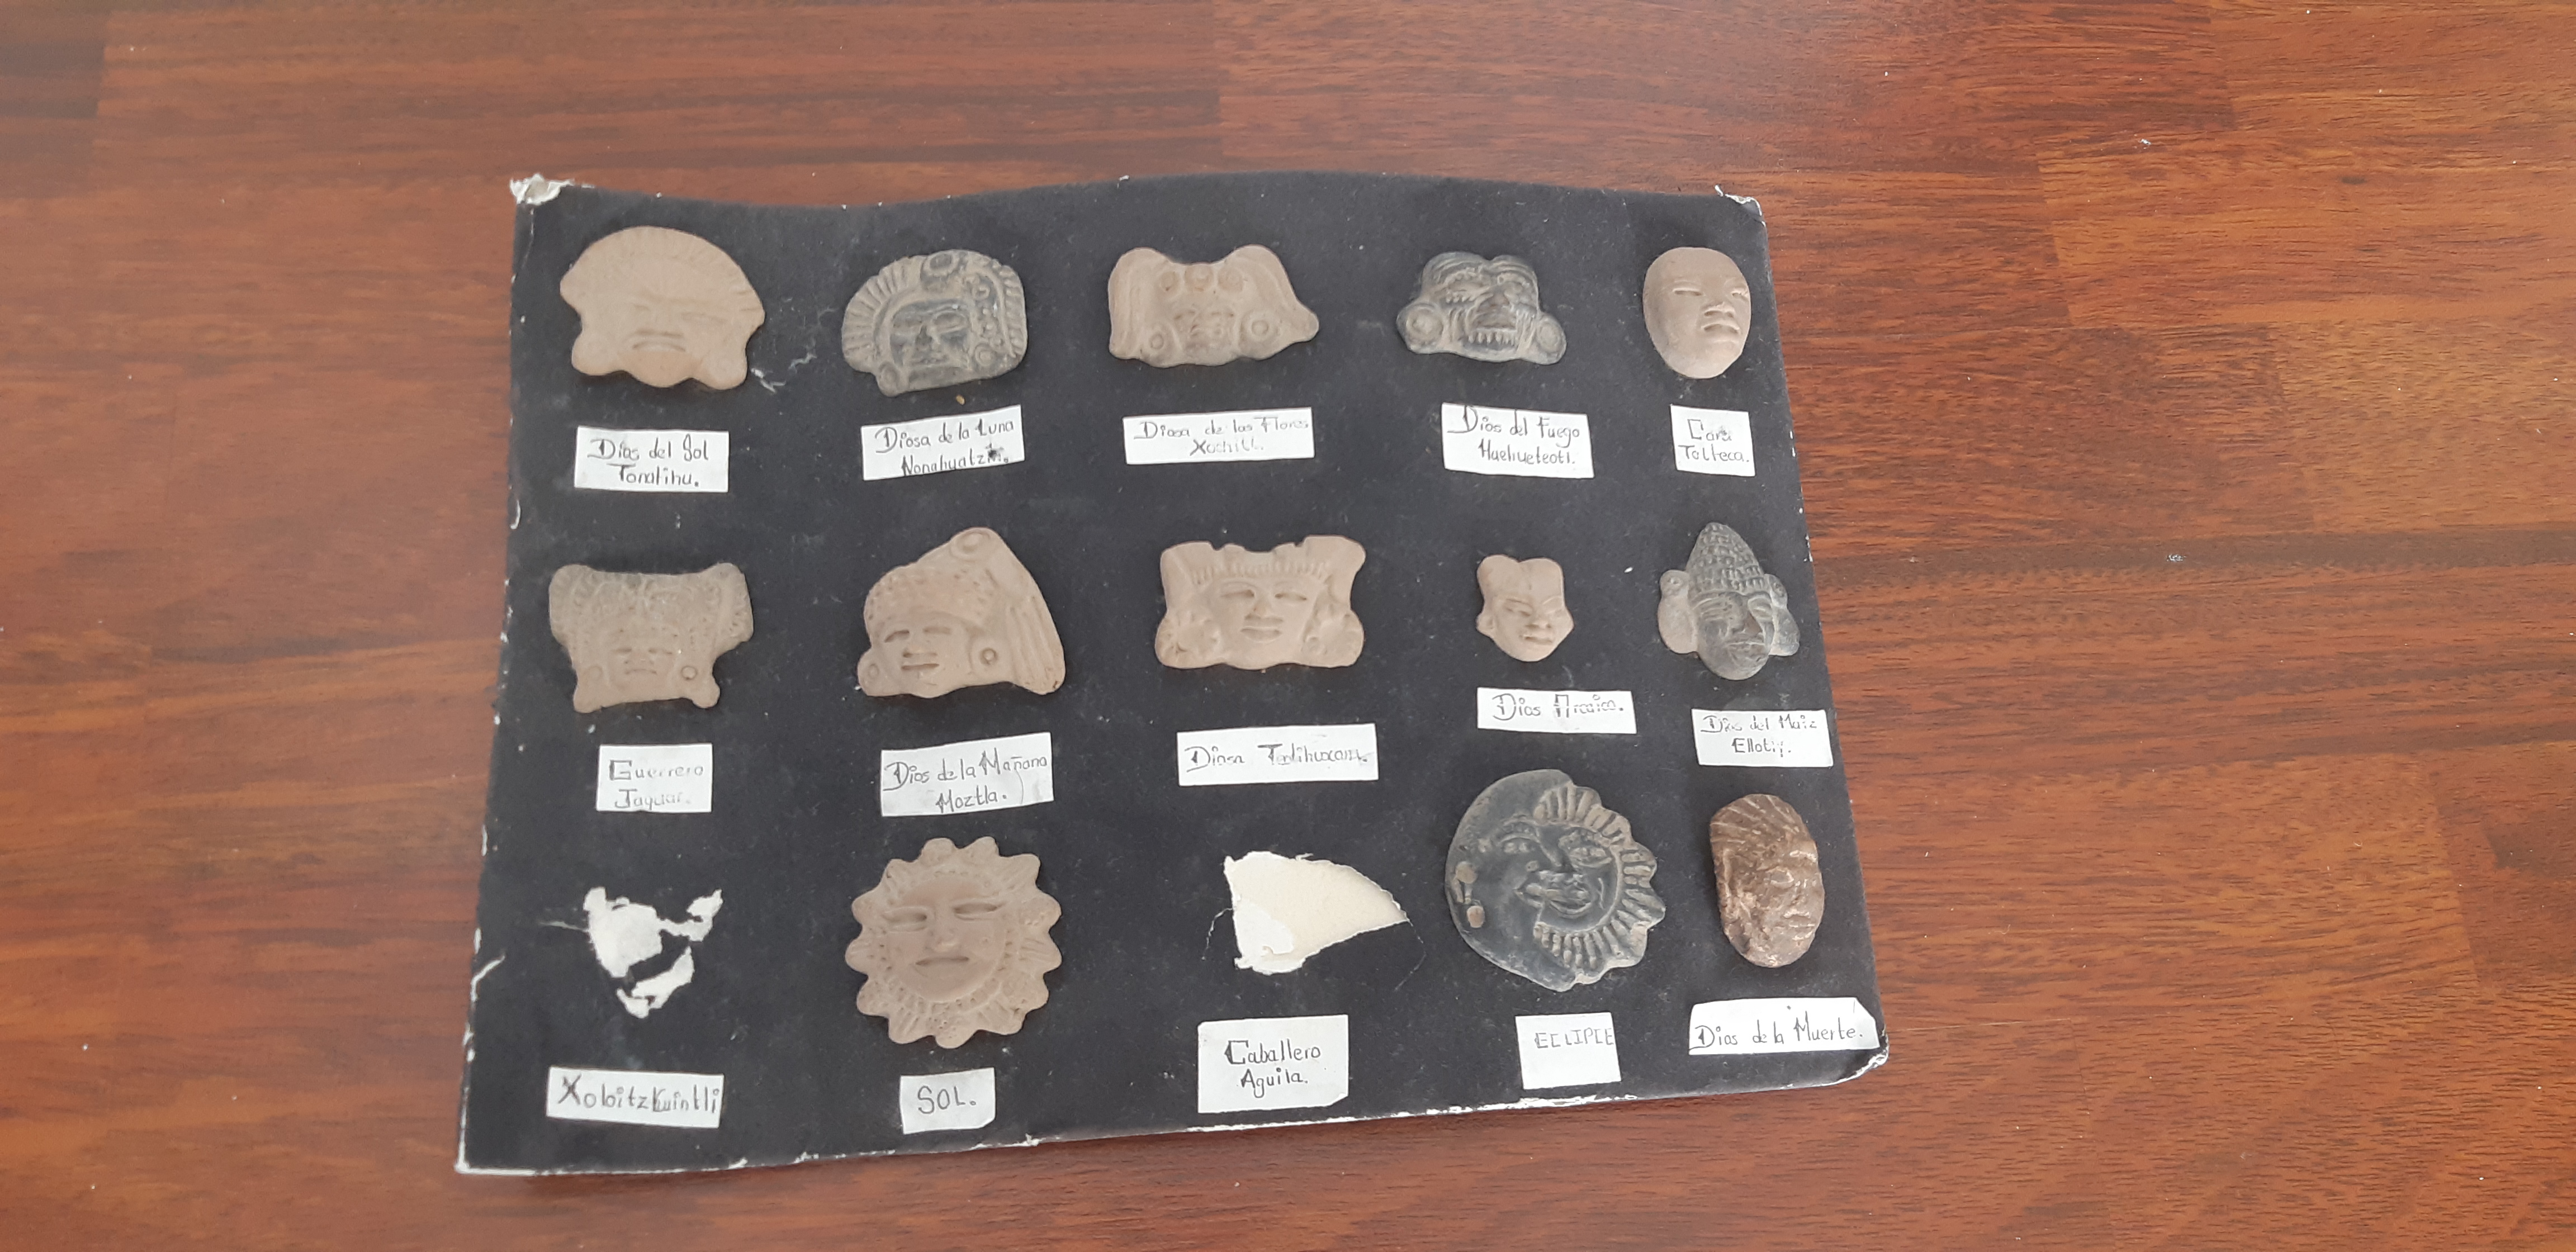 Dios del Sol
Tonatihu.
Diosa de la Luna
Nonahuatzin.
Diosa de las Flores
Xochitl.
Dios del Fuego
Huehueteotl.
Cara
Tolteca.
Guerrero
Jaguar.
Dios de la Mañana
Moztla.
Diosa
Dios Arcaico.
Dios del Maiz
Xoloitzkuintli
SOL.
Caballero
Aguila.
ECLIPCE
Dios de la Muerte.